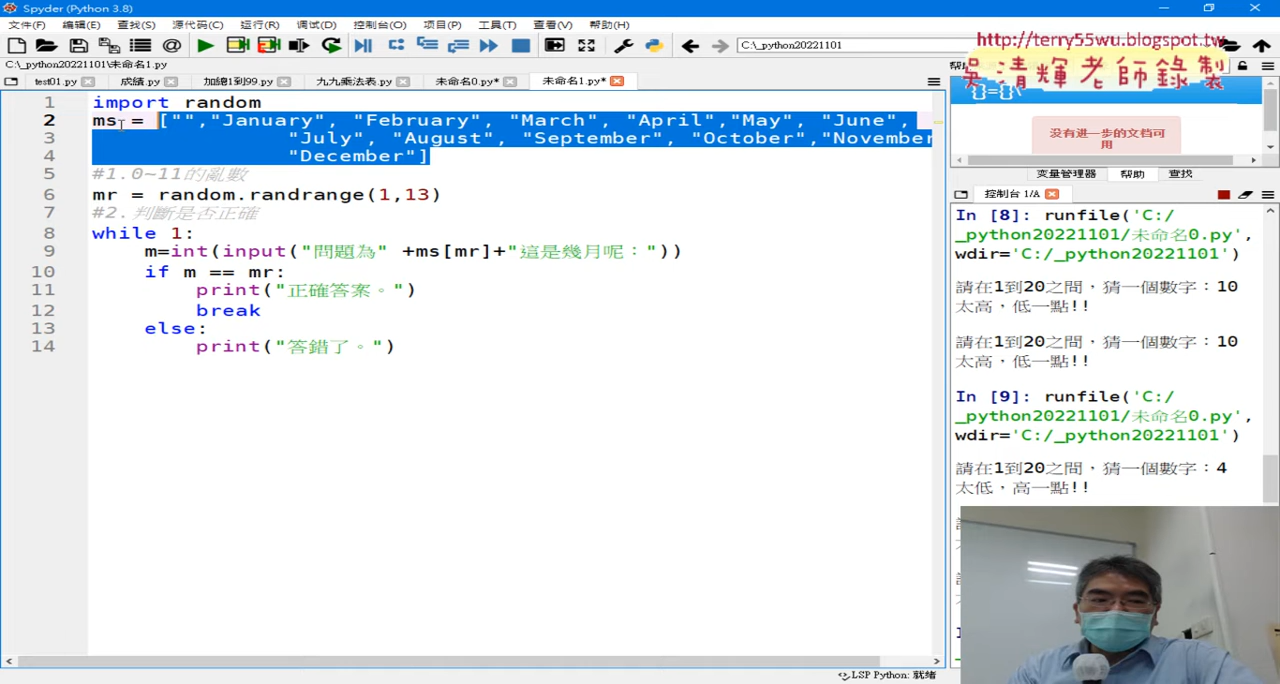 Spyder (Python 3.8)
文件(F) 编辑(E) 查找(S) 源代码(C) 运行(R) 调试(D) 控制台(O) 项目(P) 工具(T) 查看(V) 帮助(H)
C:\_python20221101
http://terry55wu.blogspot.tw
吳清輝老師錄製
C:\_python20221101\未命名1.py
test01.py 成績.py 加總1到99.py 九九乘法表.py 未命名0.py* 未命名1.py*
1 import random
2 ms = ["","January", "February", "March", "April","May", "June",
3 "July", "August", "September", "October","November
4 "December"]
5 #1.0~11的亂數
6 mr = random.randrange(1,13)
7 #2.判斷是否正確
8 while 1:
9 m=int(input("問題為" +ms[mr]+"這是幾月呢："))
10 if m == mr:
11 print("正確答案。")
12 break
13 else:
14 print("答錯了。")
没有进一步的文档可
用
变量管理器 帮助 查找
控制台 1/A
In [8]: runfile('C:/
_python20221101/未命名0.py',
wdir='C:/_python20221101')
請在1到20之間，猜一個數字：10
太高，低一點!!
請在1到20之間，猜一個數字：10
太高，低一點!!
In [9]: runfile('C:/
_python20221101/未命名0.py',
wdir='C:/_python20221101')
請在1到20之間，猜一個數字：4
太低，高一點!!
LSP Python: 就绪